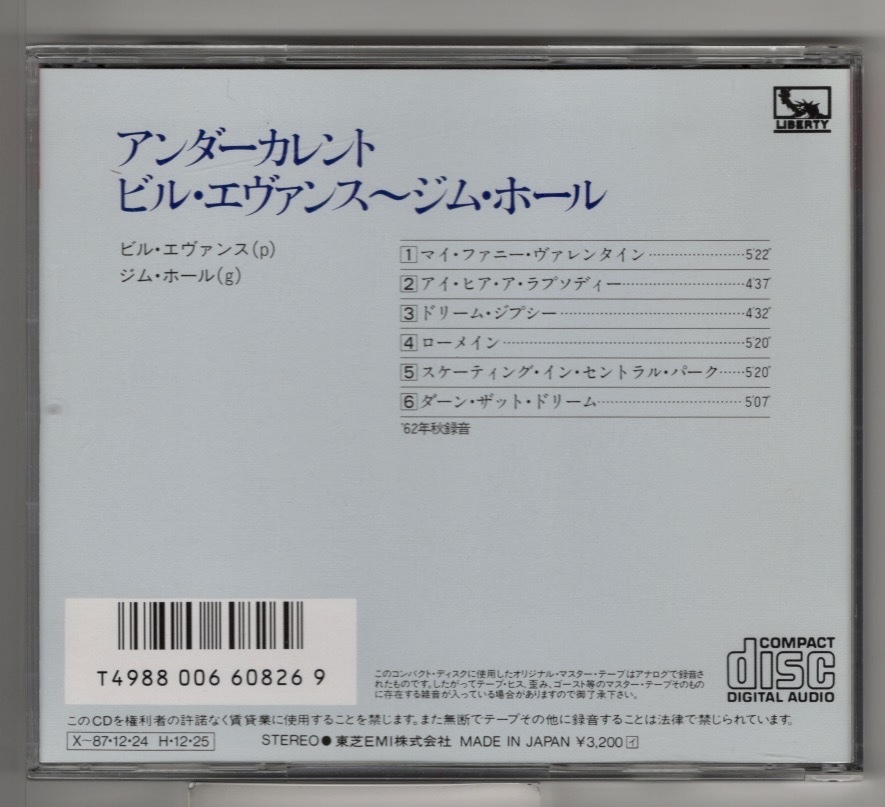 LIBERTY
アンダーカレント
ビル・エヴァンス〜ジム・ホール
ビル・エヴァンス(p)
ジム・ホール(g)
1 マイ・ファニー・ヴァレンタイン 5'22"
2 アイ・ヒア・ア・ラプソディー 4'37"
3 ドリーム・ジプシー 4'32"
4 ローメイン 5'20"
5 スケーティング・イン・セントラル・パーク 5'20"
6 ダーン・ザット・ドリーム 5'07"
'62年秋録音
T4988 006 60826 9
このコンパクト・ディスクに使用したオリジナル・マスター・テープはアナログで録音さ
れたものです。したがってテープ・ヒス、歪み、ゴースト等のマスター・テープそのもの
に存在する雑音が入っている場合がありますので御了承下さい。
COMPACT
disc
DIGITAL AUDIO
このCDを権利者の許諾なく賃貸業に使用することを禁じます。また無断でテープその他に録音することは法律で禁じられています。
X-87・12・24 H・12・25 STEREO● 東芝EMI株式会社 MADE IN JAPAN ¥3,200 イ